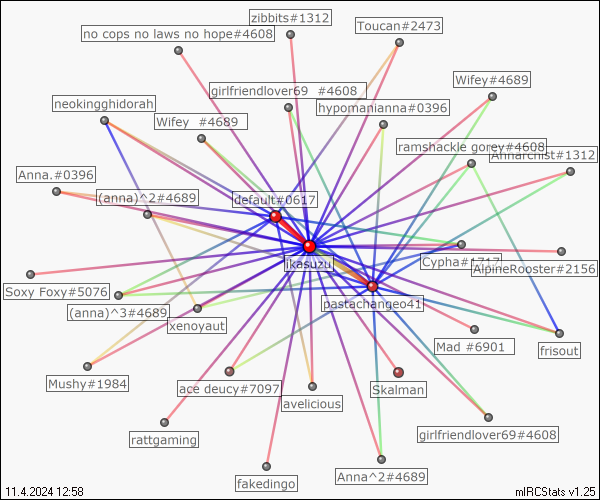 zibbits#1312
Toucan#2473
no cops no laws no hope#4608
Wifey#4689
girlfriendlover69 #4608
neokingghidorah
hypomanianna#0396
Wifey #4689
ramshackle gorey#4608
Annarchist#1312
Anna.#0396
(anna)^2#4689
default#0617
ikasuzu
Cypha#1717
AlpineRooster#2156
Soxy Foxy#5076
pastachangeo41
(anna)^3#4689
xenoyaut
Mad #6901
frisout
Mushy#1984
ace deucy#7097
Skalman
avelicious
rattgaming
girlfriendlover69#4608
fakedingo
Anna^2#4689
11.4.2024 12:58
mIRCStats v1.25